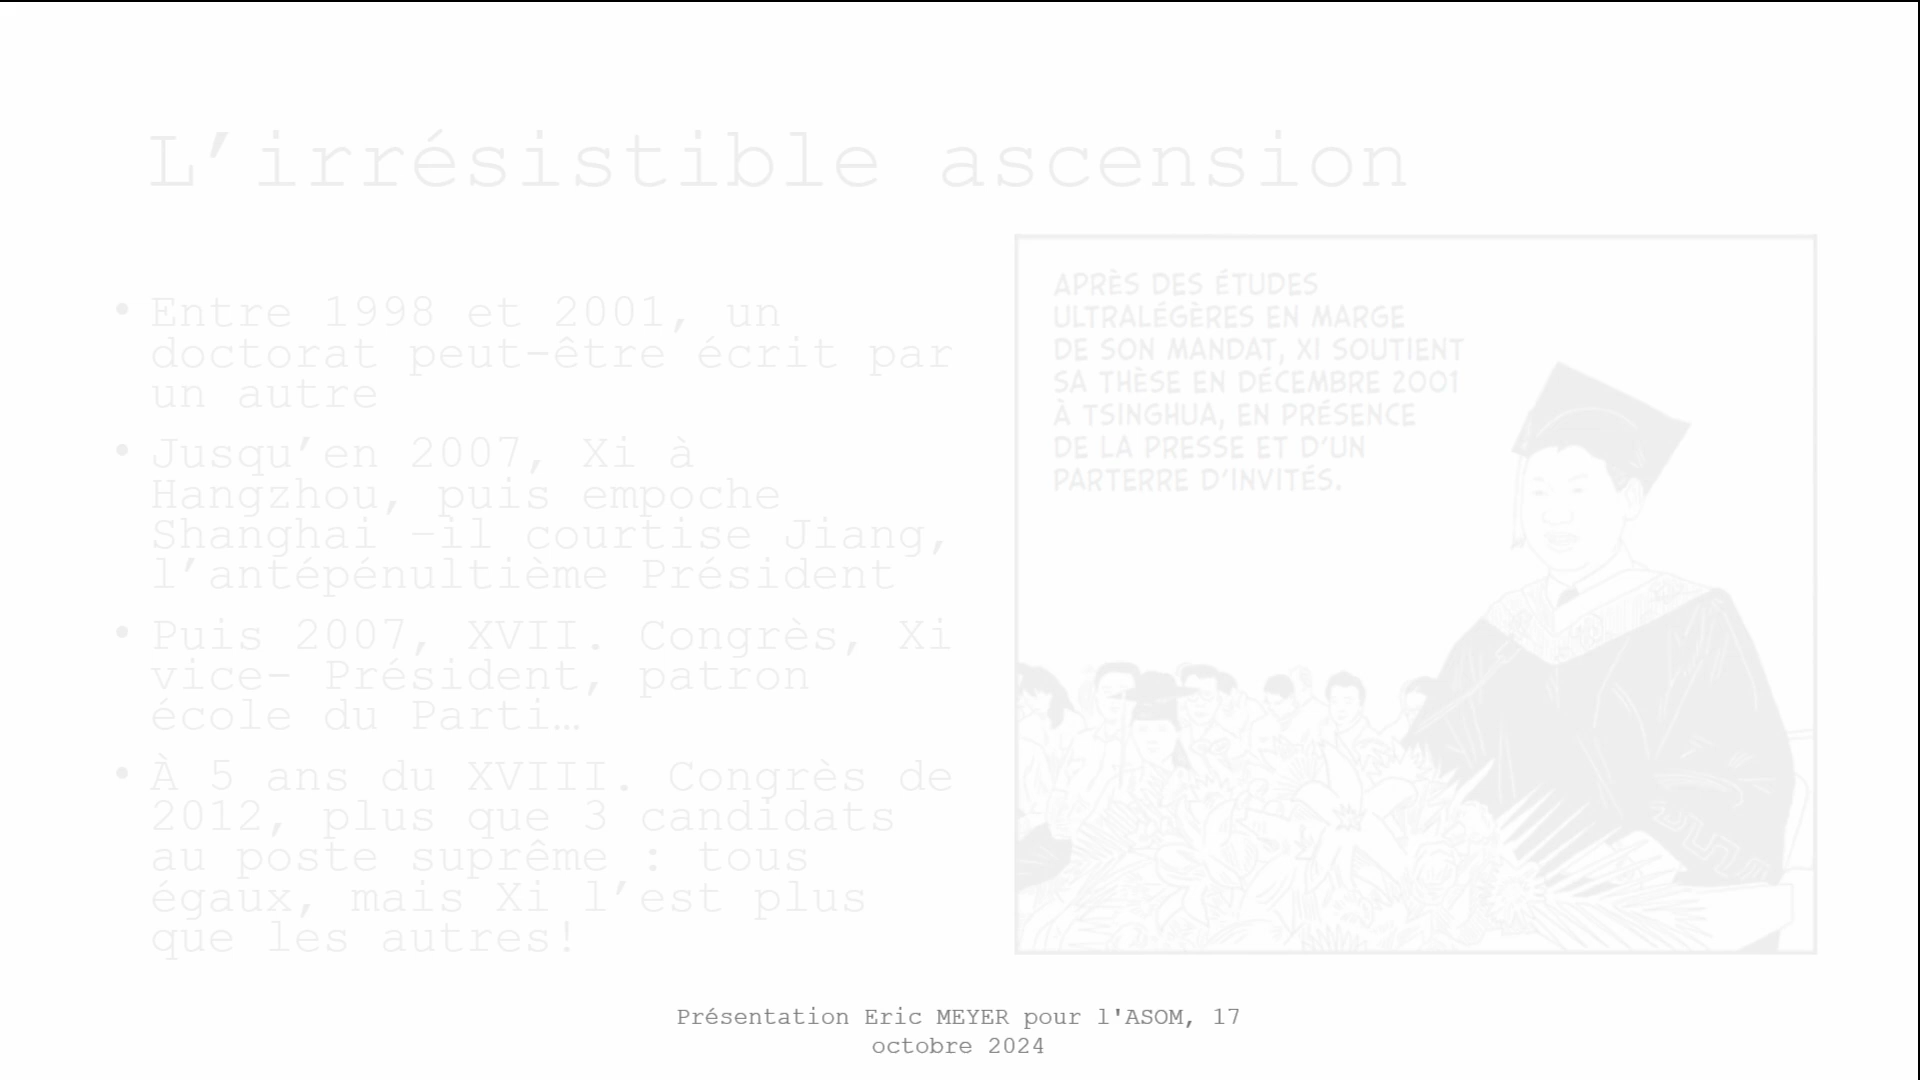 L’irrésistible ascension
• Entre 1998 et 2001, un
doctorat peut-être écrit par
un autre
• Jusqu’en 2007, Xi à
Hangzhou, puis empoche
Shanghai –il courtise Jiang,
l’antépénultième Président
• Puis 2007, XVII. Congrès, Xi
vice- Président, patron
école du Parti…
• À 5 ans du XVIII. Congrès de
2012, plus que 3 candidats
au poste suprême : tous
égaux, mais Xi l’est plus
que les autres!
APRÈS DES ÉTUDES
ULTRALÉGÈRES EN MARGE
DE SON MANDAT, XI SOUTIENT
SA THÈSE EN DÉCEMBRE 2001
À TSINGHUA, EN PRÉSENCE
DE LA PRESSE ET D’UN
PARTERRE D’INVITÉS.
Présentation Eric MEYER pour l'ASOM, 17
octobre 2024